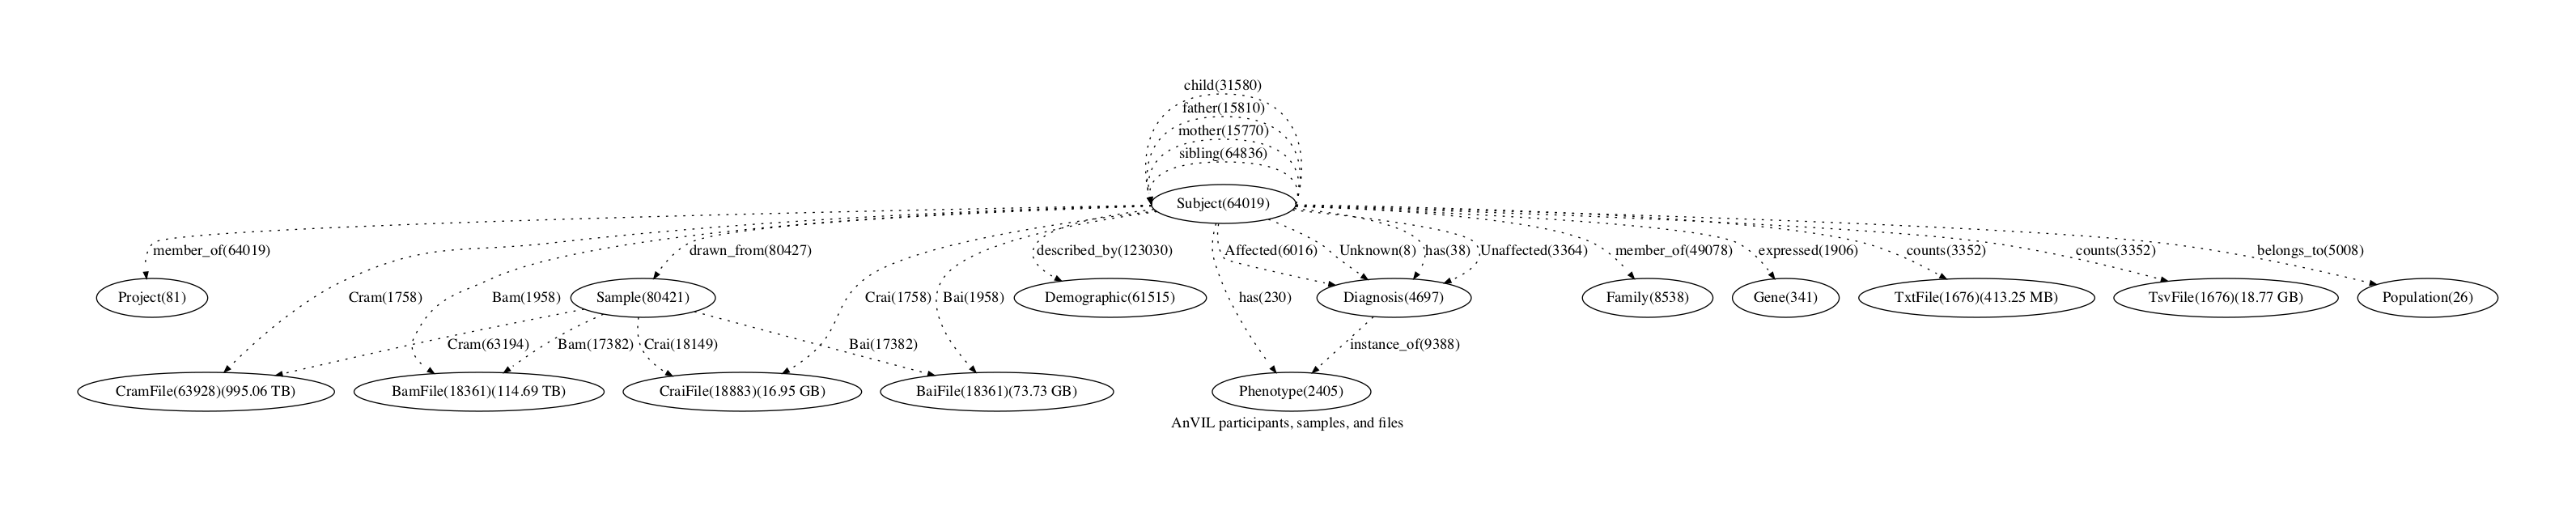 child(31580)
father(15810)
mother(15770)
sibling(64836)
Subject(64019)
member_of(64019)
drawn_from(80427)
described_by(123030)
Affected(6016)
Unknown(8)
has(38)
Unaffected(3364)
member_of(49078)
expressed(1906)
counts(3352)
counts(3352)
belongs_to(5008)
Project(81)
Cram(1758)
Bam(1958)
Sample(80421)
Crai(1758)
Bai(1958)
Demographic(61515)
has(230)
Diagnosis(4697)
Family(8538)
Gene(341)
TxtFile(1676)(413.25 MB)
TsvFile(1676)(18.77 GB)
Population(26)
Cram(63194)
Bam(17382)
Crai(18149)
Bai(17382)
instance_of(9388)
CramFile(63928)(995.06 TB)
BamFile(18361)(114.69 TB)
CraiFile(18883)(16.95 GB)
BaiFile(18361)(73.73 GB)
Phenotype(2405)
AnVIL participants, samples, and files